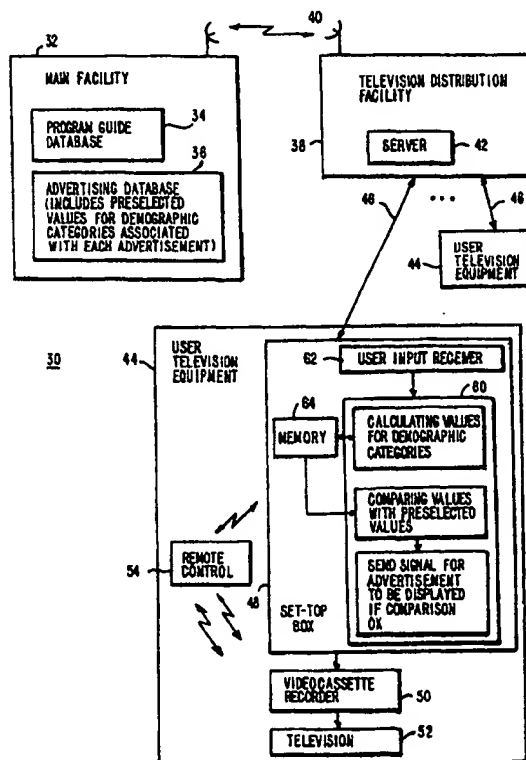 32
40
MAIN FACILITY
PROGRAM GUIDE
DATABASE
34
36
ADVERTISING DATABASE
(INCLUDES PRESELECTED
VALUES FOR DEMOGRAPHIC
CATEGORIES ASSOCIATED
WITH EACH ADVERTISEMENT)
TELEVISION DISTRIBUTION
FACILITY
38
SERVER
42
46
...
46
44
USER
TELEVISION
EQUIPMENT
30
44
USER
TELEVISION
EQUIPMENT
62
USER INPUT RECEIVER
60
64
MEMORY
CALCULATING VALUES
FOR DEMOGRAPHIC
CATEGORIES
COMPARING VALUES
WITH PRESELECTED
VALUES
SEND SIGNAL FOR
ADVERTISEMENT
TO BE DISPLAYED
IF COMPARISON
OK
REMOTE
CONTROL
54
48
SET-TOP
BOX
VIDEOCASSETTE
RECORDER
50
TELEVISION
52